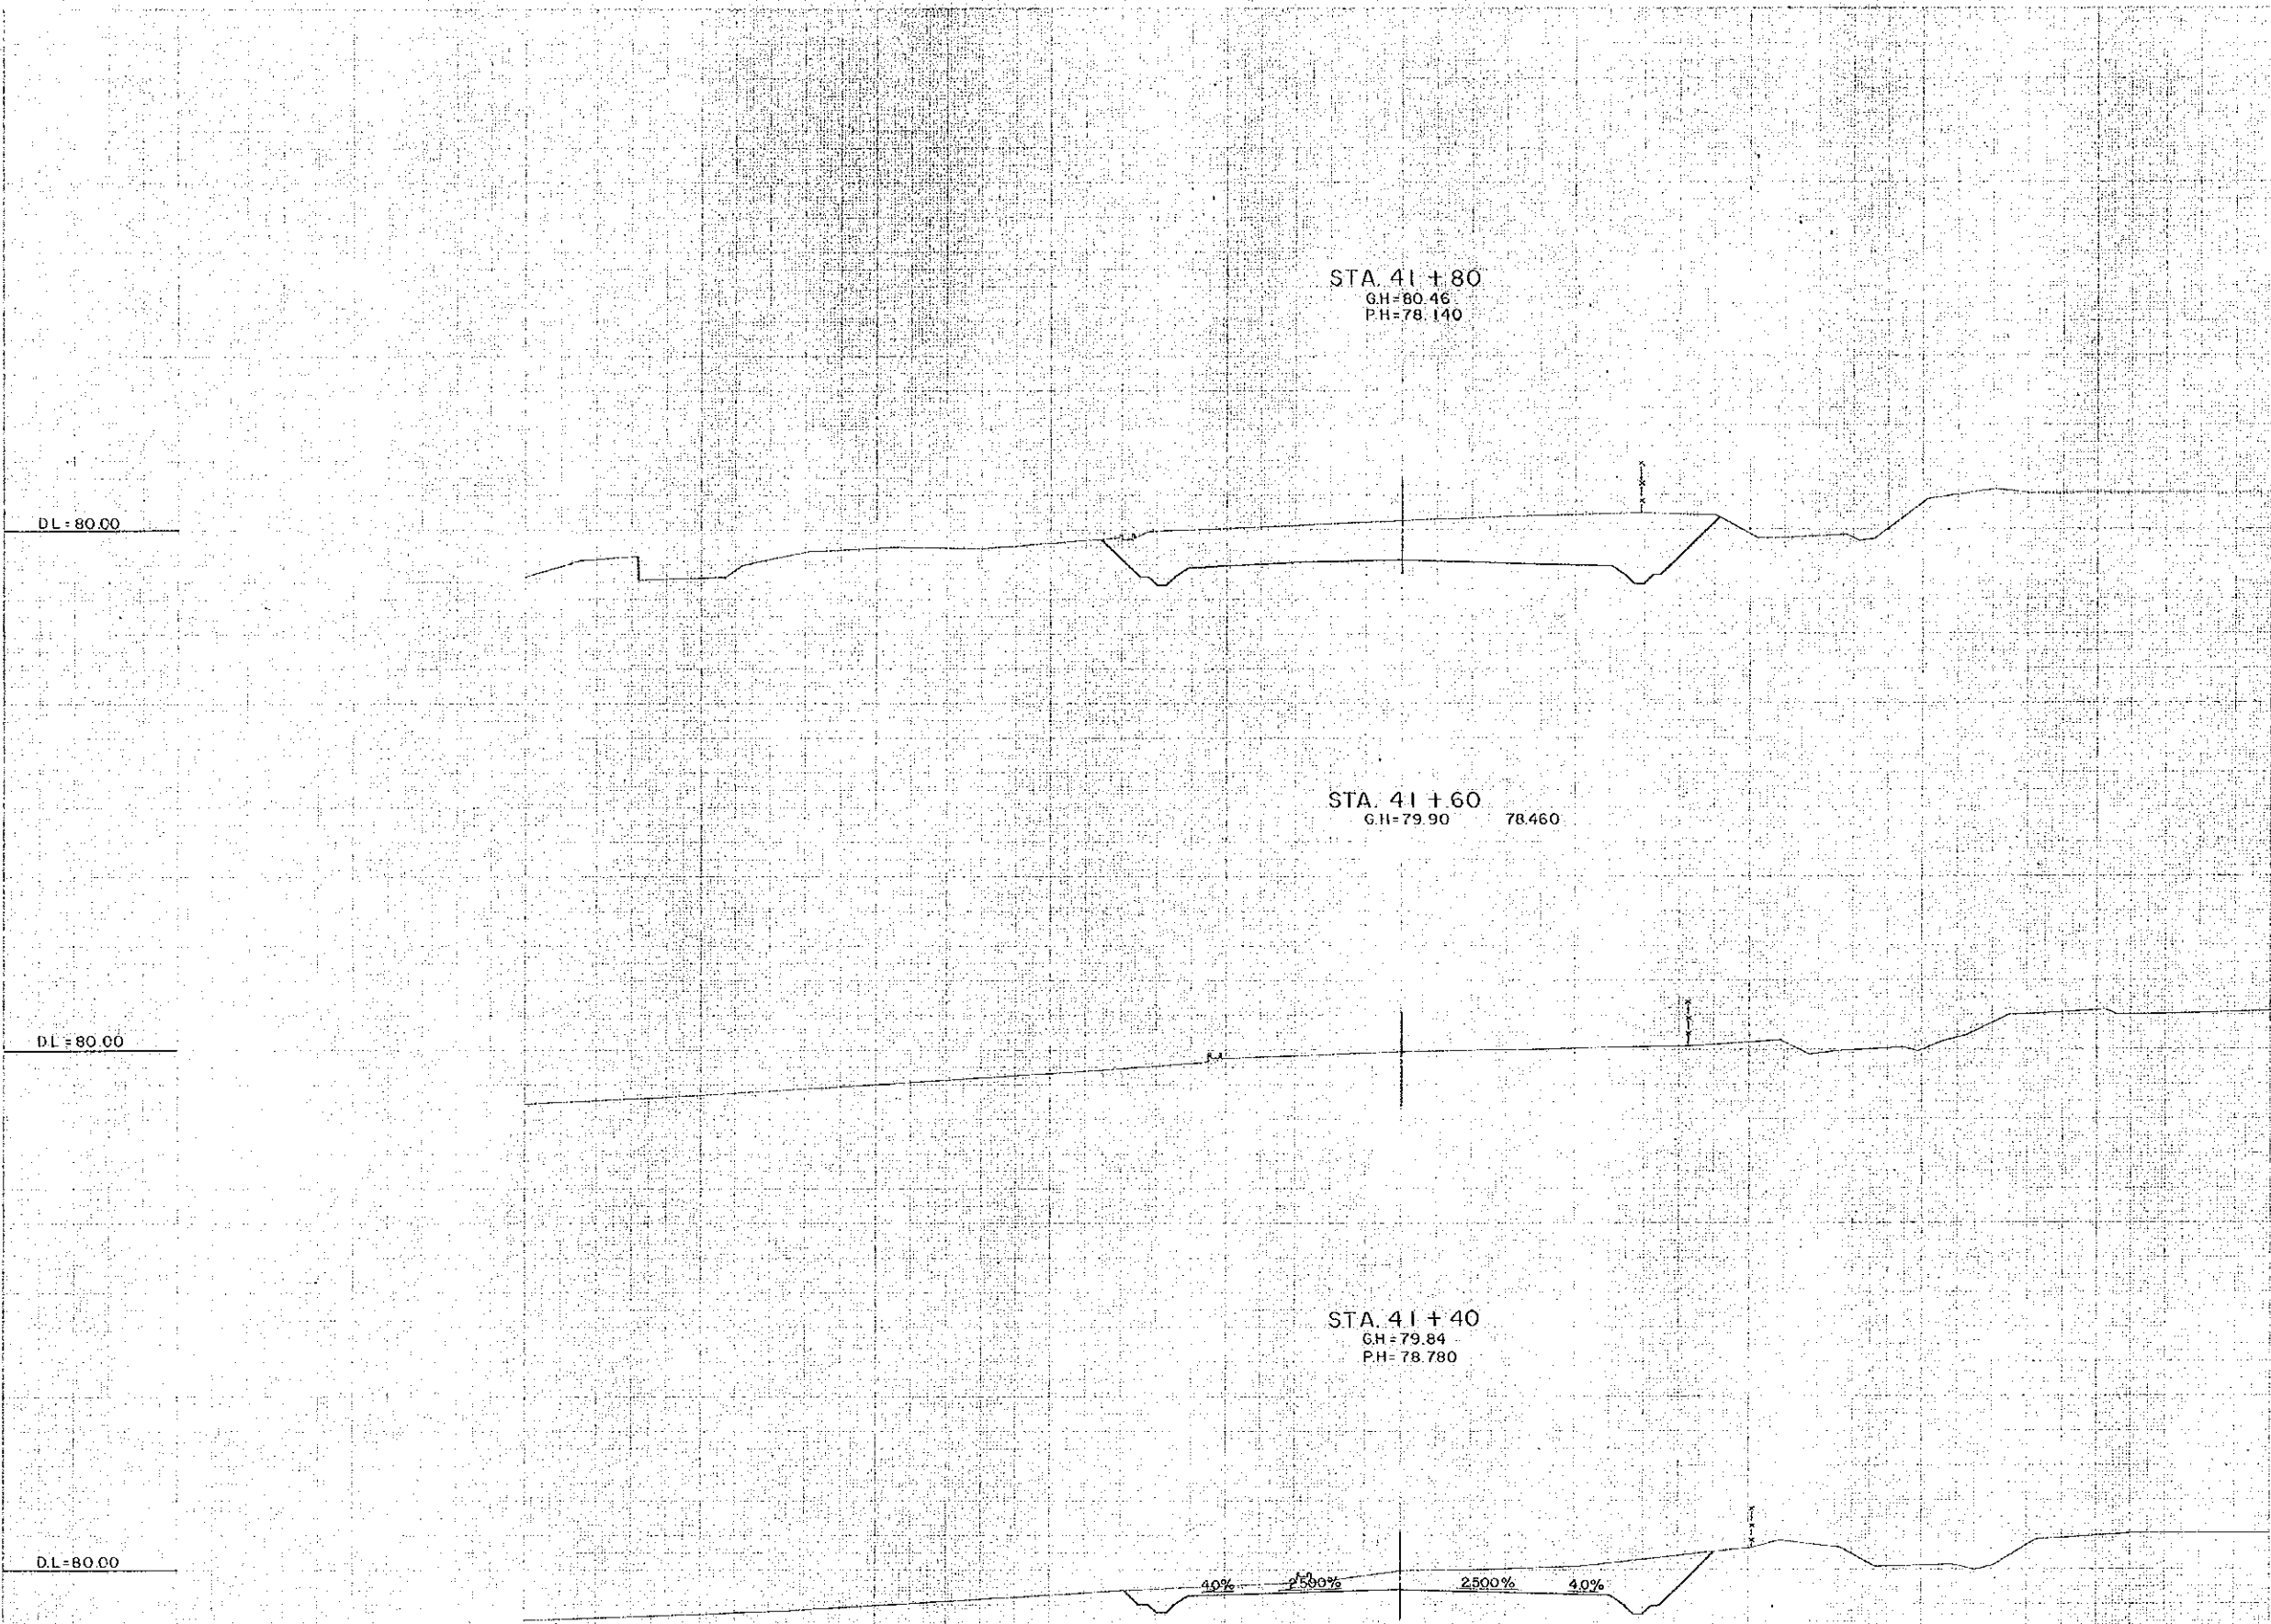 STA. 41 + 80
G.H=80.46
P.H=78.140
D.L=80.00
STA. 41 + 60
G.H=79.90 78.460
D.L=80.00
STA. 41 + 40
G.H=79.84
P.H=78.780
D.L=80.00
4.0% 2.500% 2.500% 4.0%